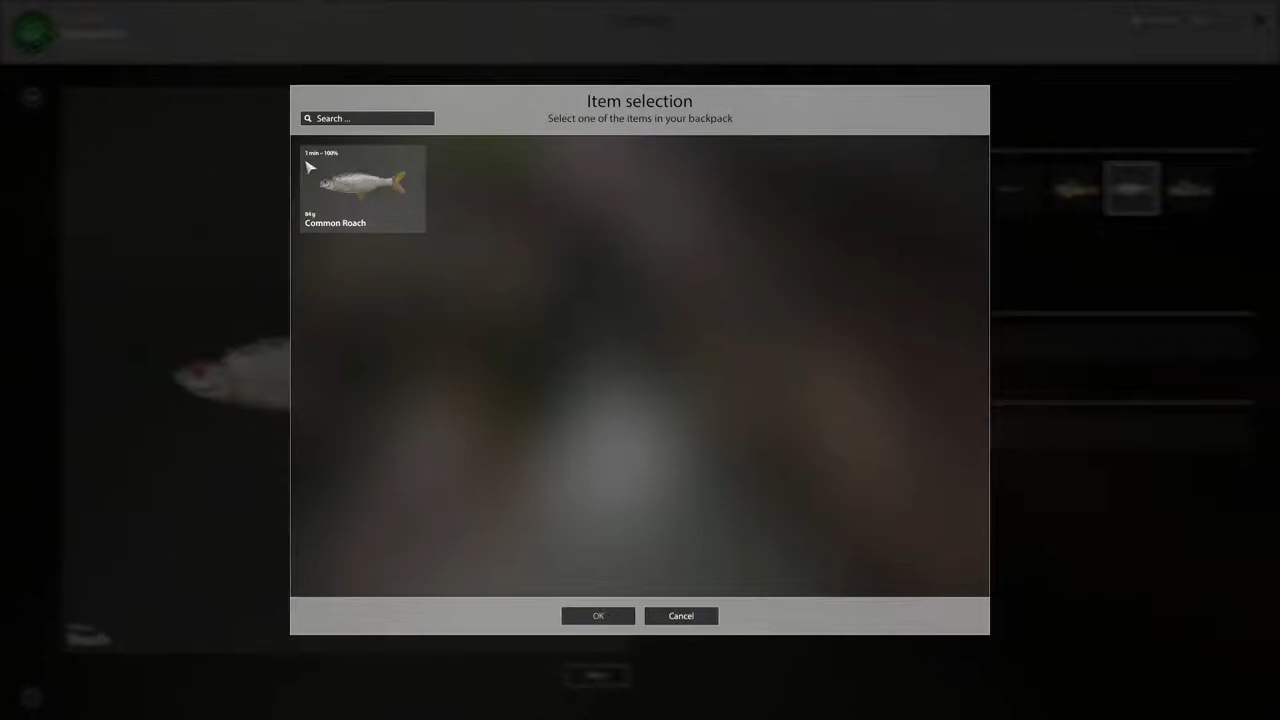 Item selection
Search ...
Select one of the items in your backpack
1 min – 100%
84 g
Common Roach
OK
Cancel